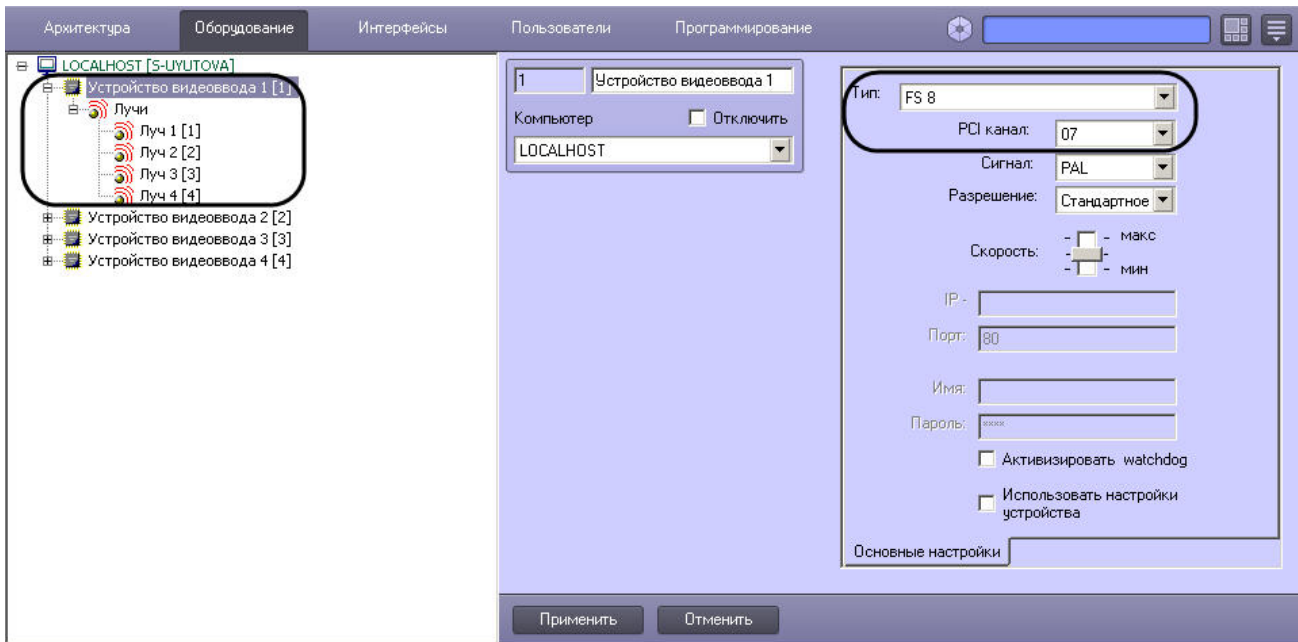 Архитектура Оборудование Интерфейсы Пользователи Программирование
LOCALHOST [S-UYUTOVA]
Устройство видеоввода 1 [1]
Лучи
Луч 1 [1]
Луч 2 [2]
Луч 3 [3]
Луч 4 [4]
Устройство видеоввода 2 [2]
Устройство видеоввода 3 [3]
Устройство видеоввода 4 [4]
1 Устройство видеоввода 1
Компьютер Отключить
LOCALHOST
Тип: FS 8
PCI канал: 07
Сигнал: PAL
Разрешение: Стандартное
макс
Скорость:
мин
IP -
Порт: 80
Имя:
Пароль: ****
Активизировать watchdog
Использовать настройки
устройства
Основные настройки
Применить Отменить